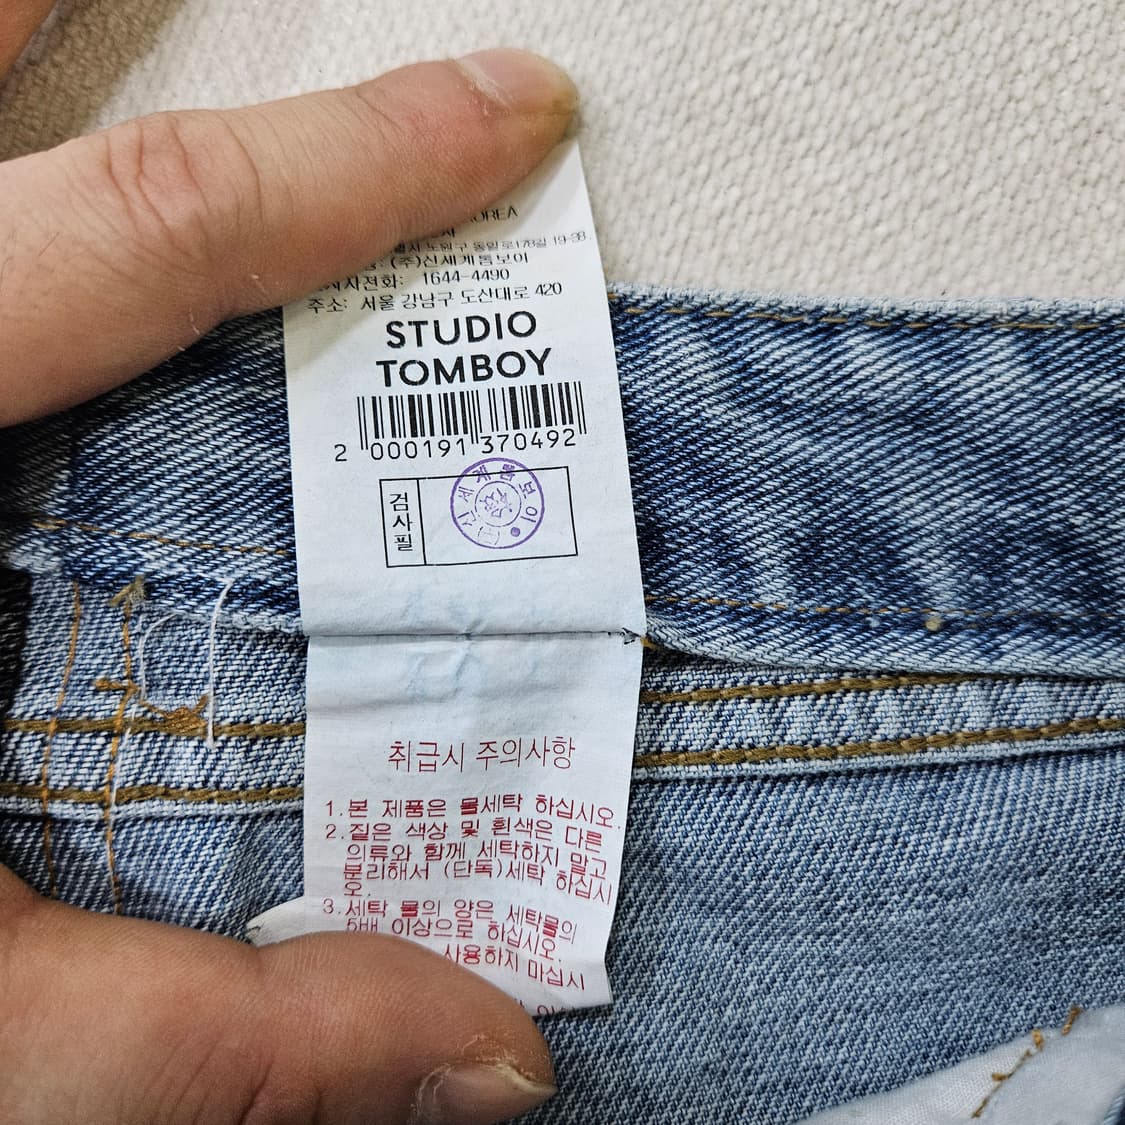 KOREA
노원구 동일로178길 19-38.
(주)신세계톰보이
1644-4490
주소: 서울 강남구 도산대로 420
STUDIO
TOMBOY
2 000191 370492
검사필
신세계톰보이
취급시 주의사항
1.본 제품은 물세탁 하십시오.
2.짙은 색상 및 흰색은 다른
의류와 함께 세탁하지 말고
분리해서 (단독)세탁 하십시
오.
3.세탁 물의 양은 세탁물의
5배 이상으로 하십시오.
사용하지 마십시